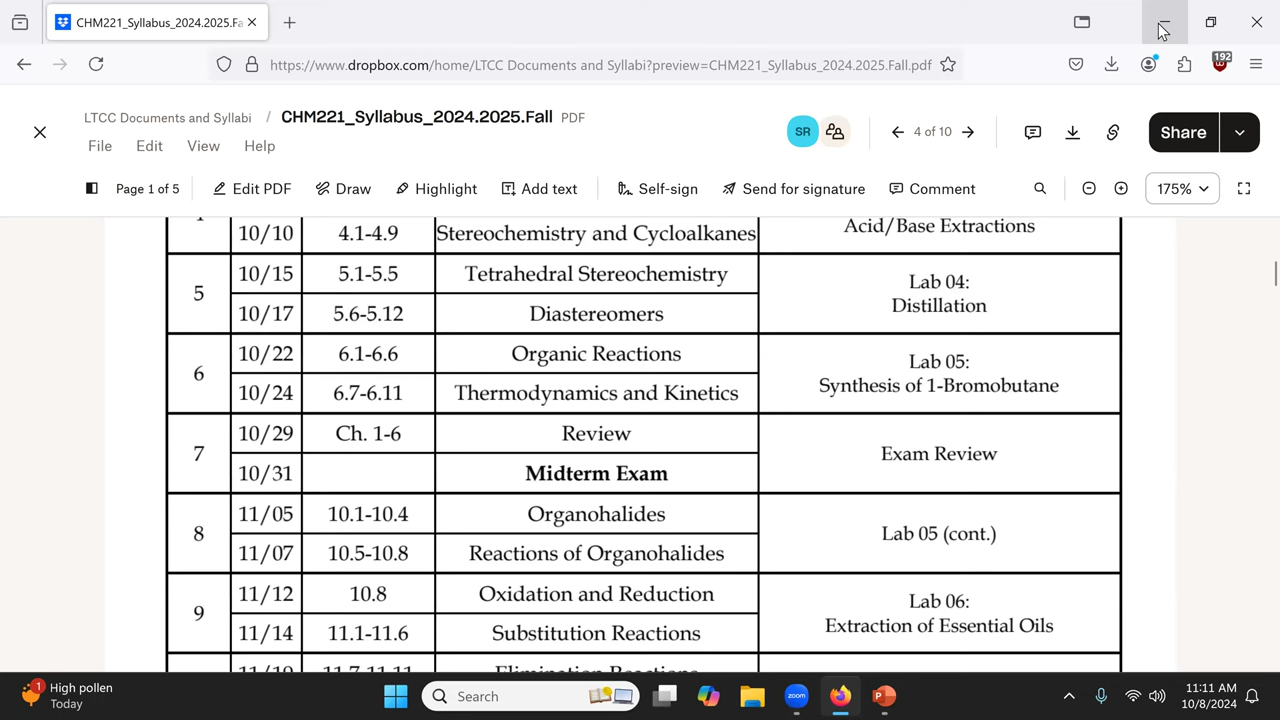 CHM221_Syllabus_2024.2025.Fa
192
https://www.dropbox.com/home/LTCC Documents and Syllabi?preview=CHM221_Syllabus_2024.2025.Fall.pdf
LTCC Documents and Syllabi / CHM221_Syllabus_2024.2025.Fall PDF
File Edit View Help
SR
4 of 10
Share
Page 1 of 5 Edit PDF Draw Highlight Add text Self-sign Send for signature Comment 175%
10/10 4.1-4.9 Stereochemistry and Cycloalkanes Acid/Base Extractions
5 10/15 5.1-5.5 Tetrahedral Stereochemistry Lab 04:
Distillation
10/17 5.6-5.12 Diastereomers
6 10/22 6.1-6.6 Organic Reactions Lab 05:
Synthesis of 1-Bromobutane
10/24 6.7-6.11 Thermodynamics and Kinetics
7 10/29 Ch. 1-6 Review Exam Review
10/31 Midterm Exam
8 11/05 10.1-10.4 Organohalides Lab 05 (cont.)
11/07 10.5-10.8 Reactions of Organohalides
9 11/12 10.8 Oxidation and Reduction Lab 06:
Extraction of Essential Oils
11/14 11.1-11.6 Substitution Reactions
11/19 11.7-11.11 Elimination Reactions
1 High pollen
Today
Search
zoom
11:11 AM
10/8/2024